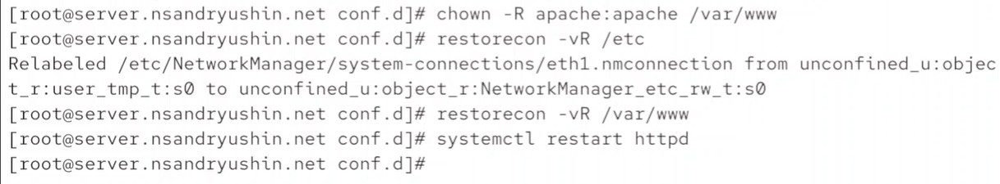 [root@server.nsandryushin.net conf.d]# chown -R apache:apache /var/www
[root@server.nsandryushin.net conf.d]# restorecon -vR /etc
Relabeled /etc/NetworkManager/system-connections/eth1.nmconnection from unconfined_u:objec
t_r:user_tmp_t:s0 to unconfined_u:object_r:NetworkManager_etc_rw_t:s0
[root@server.nsandryushin.net conf.d]# restorecon -vR /var/www
[root@server.nsandryushin.net conf.d]# systemctl restart httpd
[root@server.nsandryushin.net conf.d]#